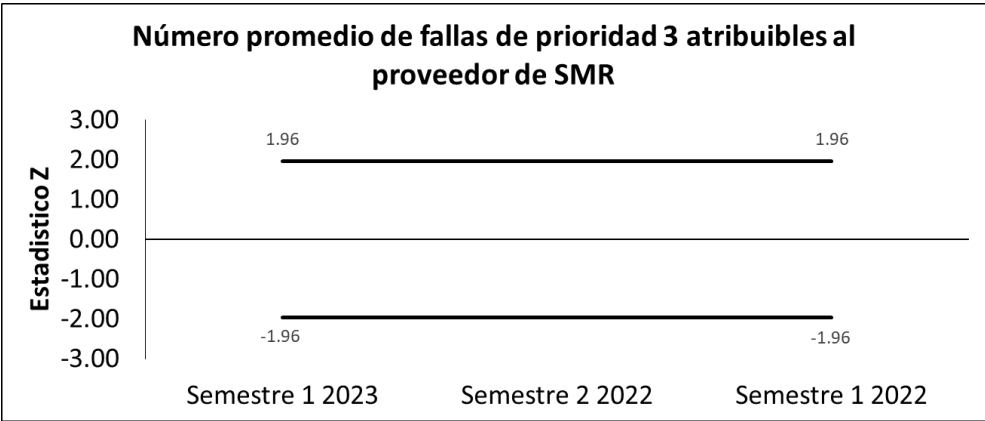 Número promedio de fallas de prioridad 3 atribuibles al
proveedor de SMR
Estadistico Z
3.00
2.00
1.00
0.00
-1.00
-2.00
-3.00
1.96
1.96
-1.96
-1.96
Semestre 1 2023
Semestre 2 2022
Semestre 1 2022